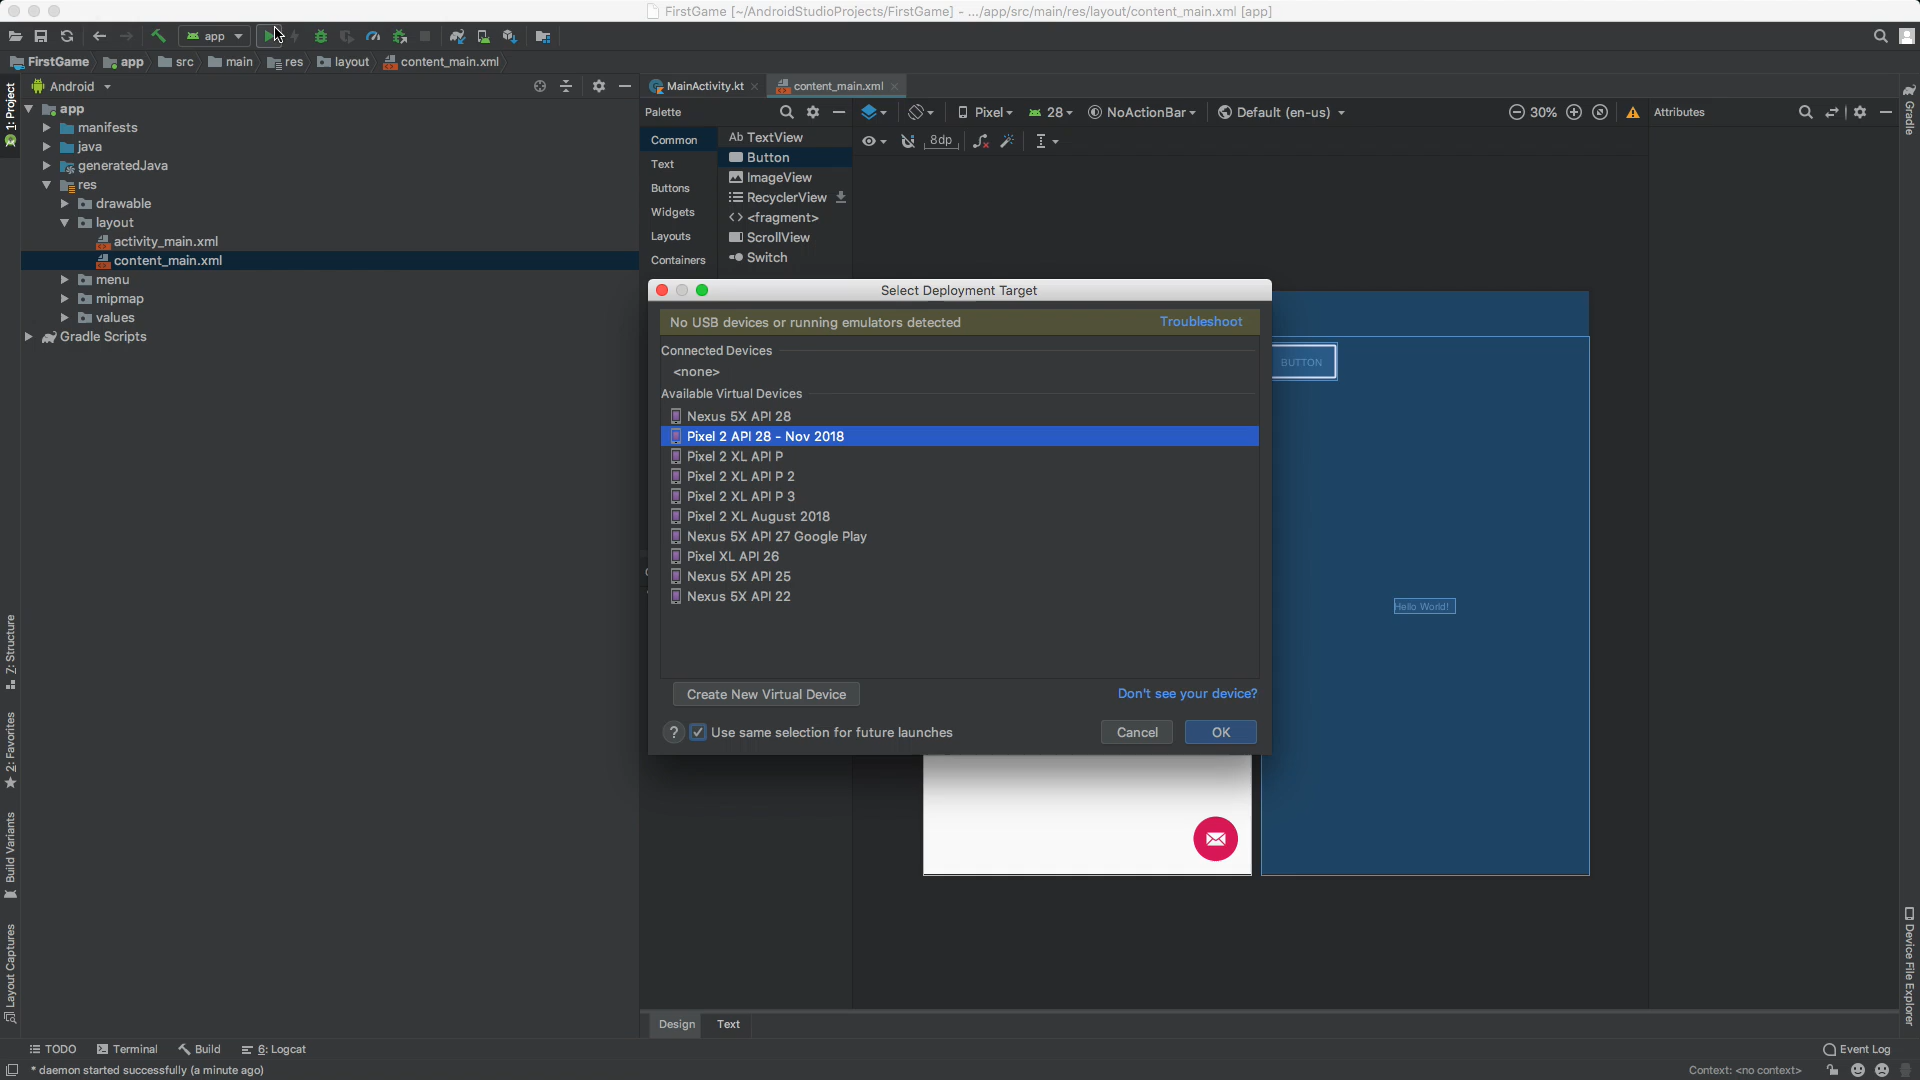 FirstGame [~/AndroidStudioProjects/FirstGame] - .../app/src/main/res/layout/content_main.xml [app]
app
FirstGame app src main res layout content_main.xml
1: Project
Android
MainActivity.kt
content_main.xml
Gradle
app
manifests
java
generatedJava
res
drawable
layout
activity_main.xml
content_main.xml
menu
mipmap
values
Gradle Scripts
Palette
Pixel
28
NoActionBar
Default (en-us)
30%
Attributes
8dp
Common
Text
Buttons
Widgets
Layouts
Containers
Ab TextView
Button
ImageView
RecyclerView
<> <fragment>
ScrollView
Switch
Select Deployment Target
No USB devices or running emulators detected Troubleshoot
Connected Devices
<none>
Available Virtual Devices
Nexus 5X API 28
Pixel 2 API 28 - Nov 2018
Pixel 2 XL API P
Pixel 2 XL API P 2
Pixel 2 XL API P 3
Pixel 2 XL August 2018
Nexus 5X API 27 Google Play
Pixel XL API 26
Nexus 5X API 25
Nexus 5X API 22
Create New Virtual Device
Don't see your device?
? Use same selection for future launches
Cancel
OK
BUTTON
Hello World!
Z: Structure
2: Favorites
Build Variants
Layout Captures
Device File Explorer
Design
Text
TODO
Terminal
Build
6: Logcat
Event Log
* daemon started successfully (a minute ago)
Context: <no context>